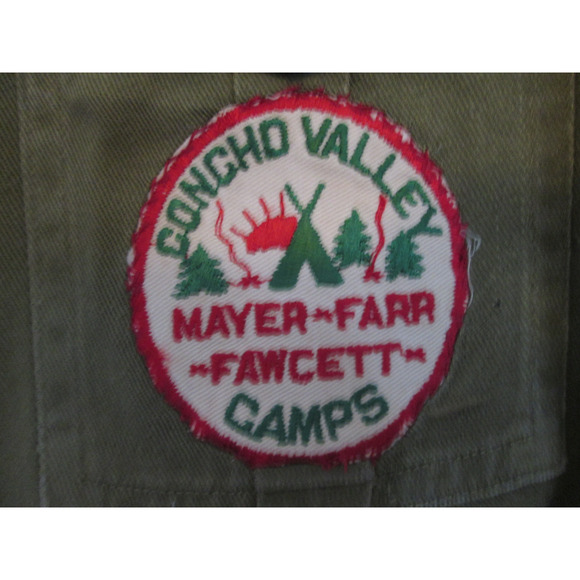 CONCHO VALLEY
MAYER-FARR
-FAWCETT-
CAMPS